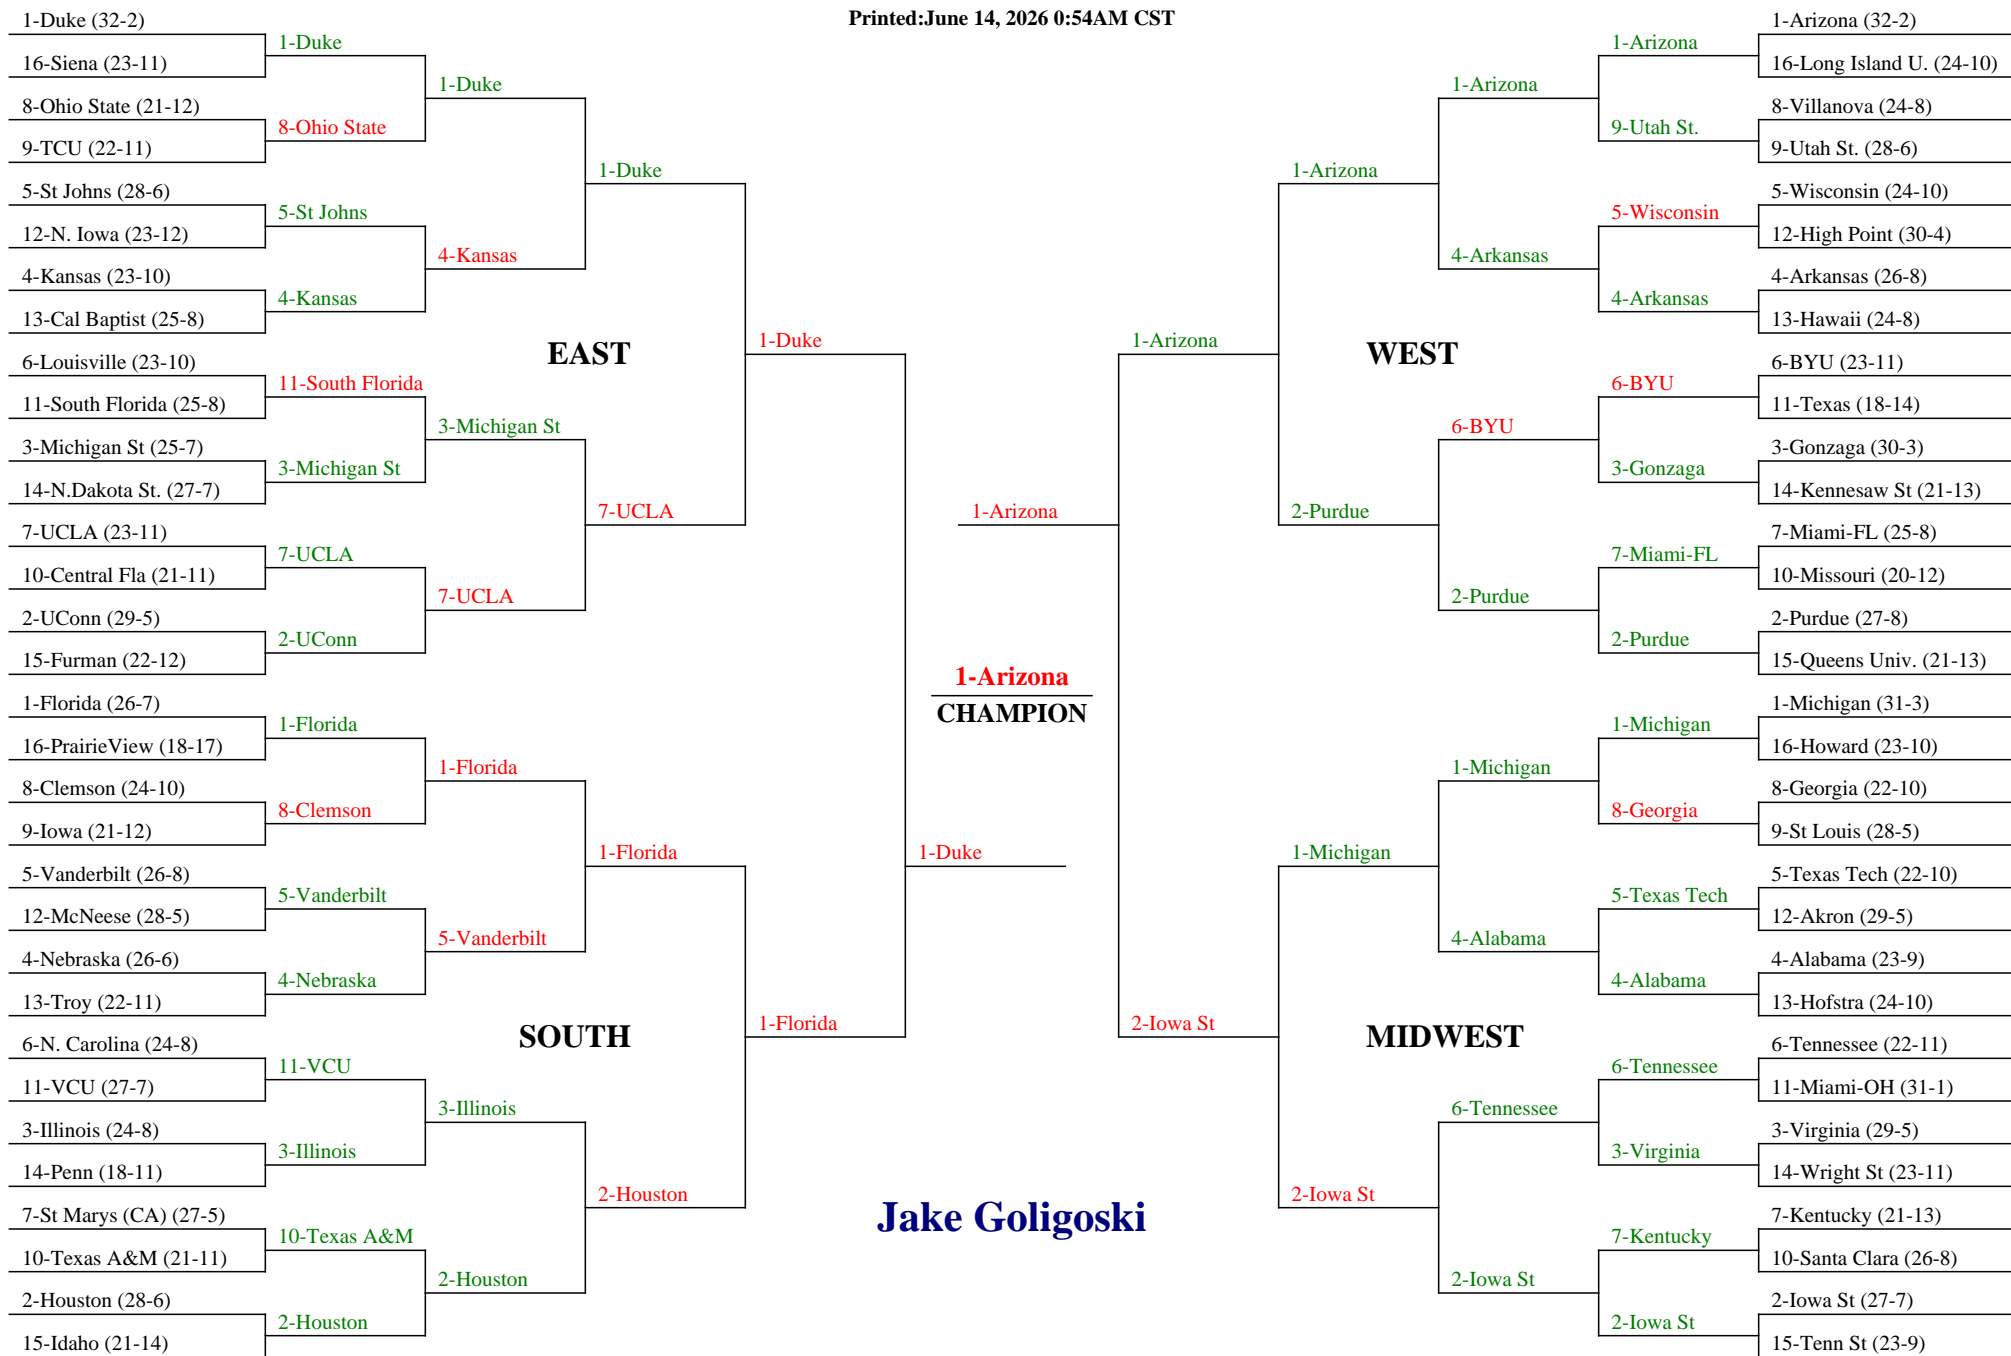 Printed:June 14, 2026 0:54AM CST
1-Duke (32-2)
16-Siena (23-11)
8-Ohio State (21-12)
9-TCU (22-11)
5-St Johns (28-6)
12-N. Iowa (23-12)
4-Kansas (23-10)
13-Cal Baptist (25-8)
6-Louisville (23-10)
11-South Florida (25-8)
3-Michigan St (25-7)
14-N.Dakota St. (27-7)
7-UCLA (23-11)
10-Central Fla (21-11)
2-UConn (29-5)
15-Furman (22-12)
1-Florida (26-7)
16-PrairieView (18-17)
8-Clemson (24-10)
9-Iowa (21-12)
5-Vanderbilt (26-8)
12-McNeese (28-5)
4-Nebraska (26-6)
13-Troy (22-11)
6-N. Carolina (24-8)
11-VCU (27-7)
3-Illinois (24-8)
14-Penn (18-11)
7-St Marys (CA) (27-5)
10-Texas A&M (21-11)
2-Houston (28-6)
15-Idaho (21-14)
1-Duke
8-Ohio State
5-St Johns
4-Kansas
11-South Florida
3-Michigan St
7-UCLA
2-UConn
1-Florida
8-Clemson
5-Vanderbilt
4-Nebraska
11-VCU
3-Illinois
10-Texas A&M
2-Houston
1-Duke
4-Kansas
3-Michigan St
7-UCLA
1-Florida
5-Vanderbilt
3-Illinois
2-Houston
EAST
SOUTH
1-Duke
7-UCLA
1-Florida
2-Houston
1-Duke
1-Florida
1-Duke
1-Arizona
1-Arizona
CHAMPION
Jake Goligoski
1-Arizona
2-Iowa St
1-Arizona
2-Purdue
1-Michigan
2-Iowa St
WEST
MIDWEST
1-Arizona
4-Arkansas
6-BYU
2-Purdue
1-Michigan
4-Alabama
6-Tennessee
2-Iowa St
1-Arizona
9-Utah St.
5-Wisconsin
4-Arkansas
6-BYU
3-Gonzaga
7-Miami-FL
2-Purdue
1-Michigan
8-Georgia
5-Texas Tech
4-Alabama
6-Tennessee
3-Virginia
7-Kentucky
2-Iowa St
1-Arizona (32-2)
16-Long Island U. (24-10)
8-Villanova (24-8)
9-Utah St. (28-6)
5-Wisconsin (24-10)
12-High Point (30-4)
4-Arkansas (26-8)
13-Hawaii (24-8)
6-BYU (23-11)
11-Texas (18-14)
3-Gonzaga (30-3)
14-Kennesaw St (21-13)
7-Miami-FL (25-8)
10-Missouri (20-12)
2-Purdue (27-8)
15-Queens Univ. (21-13)
1-Michigan (31-3)
16-Howard (23-10)
8-Georgia (22-10)
9-St Louis (28-5)
5-Texas Tech (22-10)
12-Akron (29-5)
4-Alabama (23-9)
13-Hofstra (24-10)
6-Tennessee (22-11)
11-Miami-OH (31-1)
3-Virginia (29-5)
14-Wright St (23-11)
7-Kentucky (21-13)
10-Santa Clara (26-8)
2-Iowa St (27-7)
15-Tenn St (23-9)